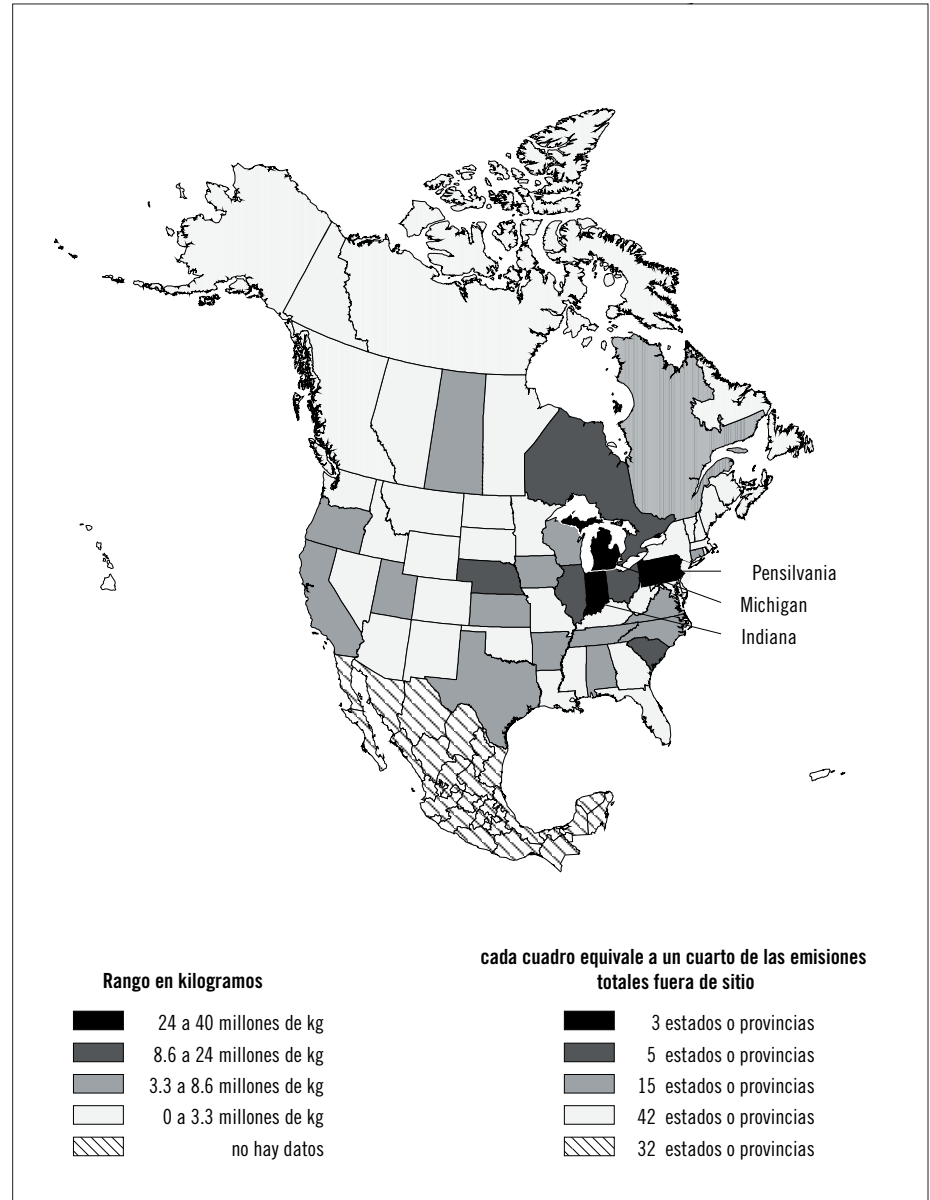 Pensilvania
Michigan
Indiana
Rango en kilogramos
24 a 40 millones de kg
8.6 a 24 millones de kg
3.3 a 8.6 millones de kg
0 a 3.3 millones de kg
no hay datos
cada cuadro equivale a un cuarto de las emisiones
totales fuera de sitio
3 estados o provincias
5 estados o provincias
15 estados o provincias
42 estados o provincias
32 estados o provincias